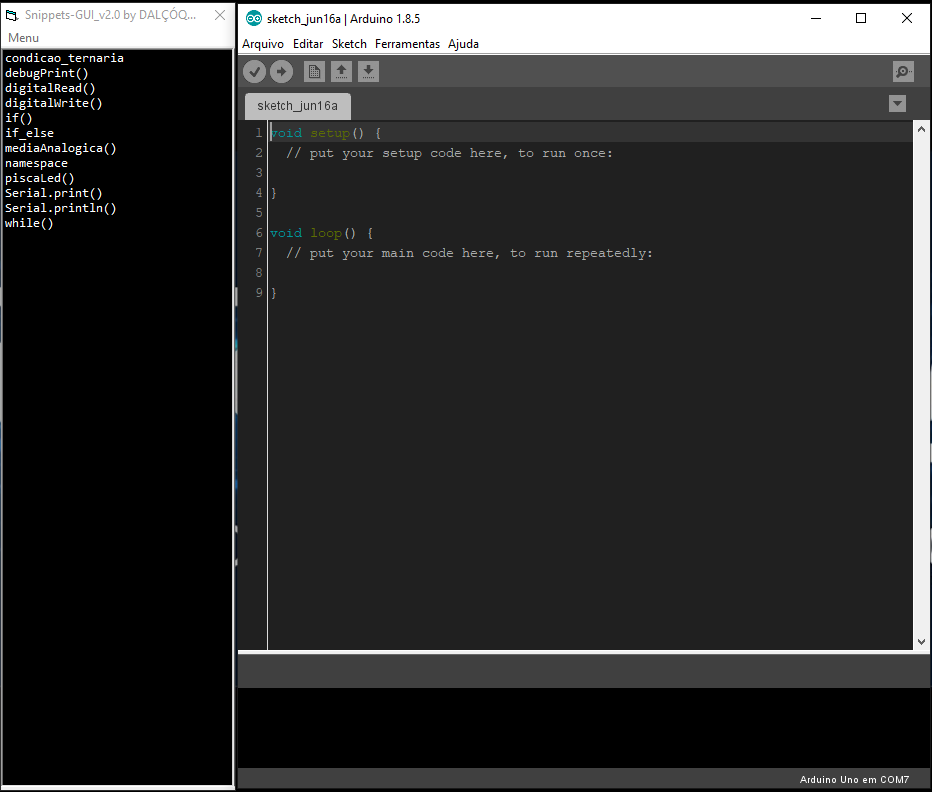 Snippets-GUI_v2.0 by DALÇÓQ...
Menu
condicao_ternaria
debugPrint()
digitalRead()
digitalWrite()
if()
if_else
mediaAnalogica()
namespace
piscaLed()
Serial.print()
Serial.println()
while()
sketch_jun16a | Arduino 1.8.5
Arquivo Editar Sketch Ferramentas Ajuda
sketch_jun16a
1 void setup() {
2 // put your setup code here, to run once:
3
4 }
5
6 void loop() {
7 // put your main code here, to run repeatedly:
8
9 }
Arduino Uno em COM7